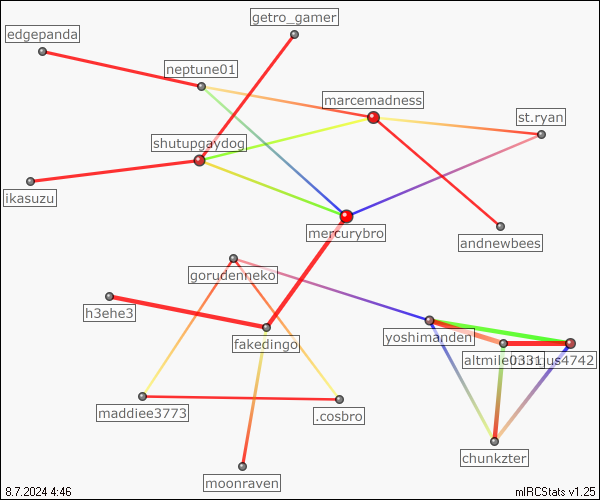 getro_gamer
edgepanda
neptune01
marcemadness
st.ryan
shutupgaydog
ikasuzu
mercurybro
andnewbees
gorudenneko
h3ehe3
fakedingo
yoshimanden
altmile0331
maddiee3773
.cosbro
chunkzter
moonraven
8.7.2024 4:46
mIRCStats v1.25